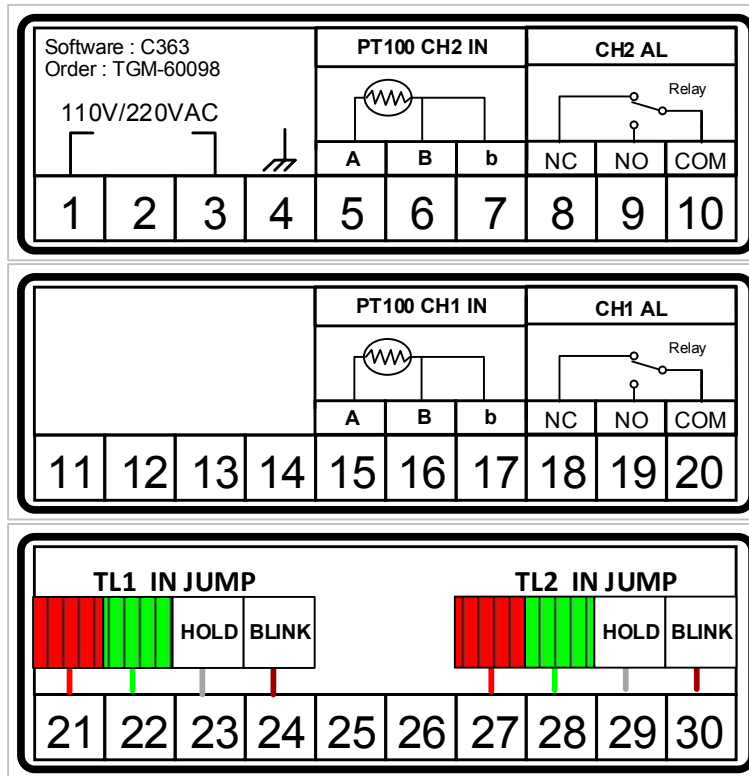 Software : C363
Order : TGM-60098
110V/220VAC
PT100 CH2 IN
CH2 AL
Relay
A B b NC NO COM
1 2 3 4 5 6 7 8 9 10
PT100 CH1 IN
CH1 AL
Relay
A B b NC NO COM
11 12 13 14 15 16 17 18 19 20
TL1 IN JUMP TL2 IN JUMP
HOLD BLINK HOLD BLINK
21 22 23 24 25 26 27 28 29 30